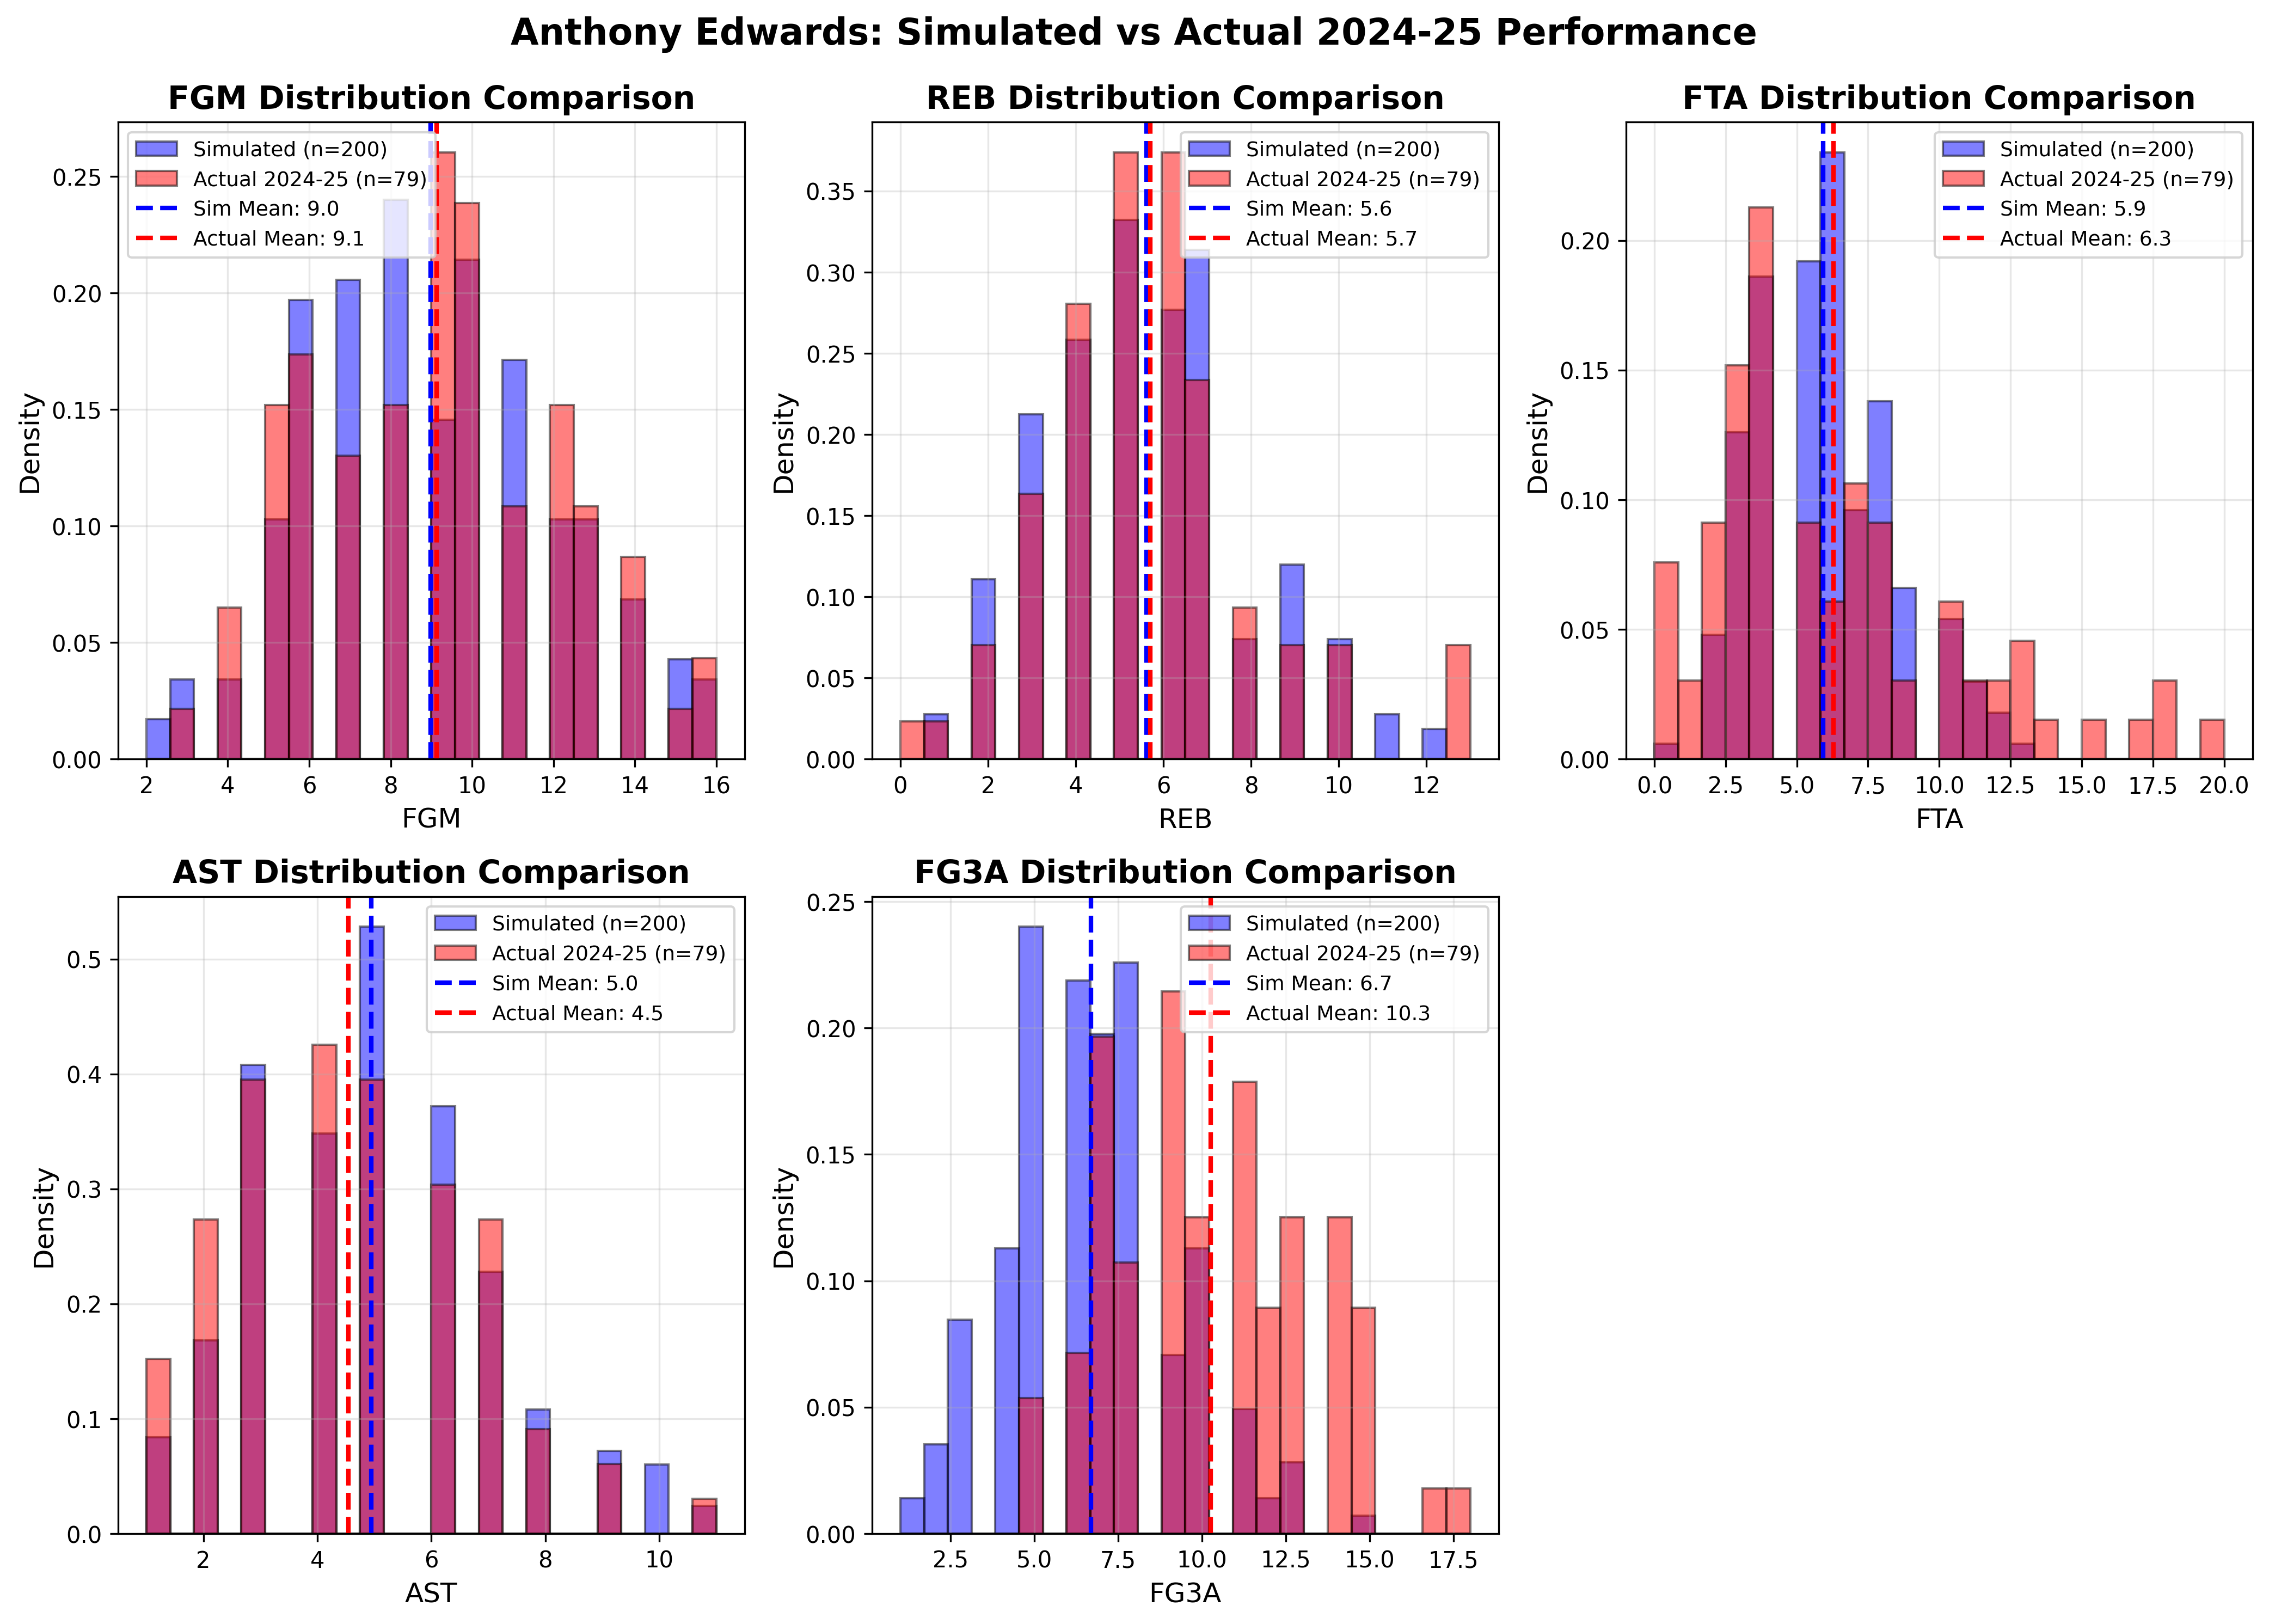 Anthony Edwards: Simulated vs Actual 2024-25 Performance
FGM Distribution Comparison
Simulated (n=200)
Actual 2024-25 (n=79)
Sim Mean: 9.0
Actual Mean: 9.1
Density
0.25
0.20
0.15
0.10
0.05
0.00
2 4 6 8 10 12 14 16
FGM
REB Distribution Comparison
Simulated (n=200)
Actual 2024-25 (n=79)
Sim Mean: 5.6
Actual Mean: 5.7
Density
0.35
0.30
0.25
0.20
0.15
0.10
0.05
0.00
0 2 4 6 8 10 12
REB
FTA Distribution Comparison
Simulated (n=200)
Actual 2024-25 (n=79)
Sim Mean: 5.9
Actual Mean: 6.3
Density
0.20
0.15
0.10
0.05
0.00
0.0 2.5 5.0 7.5 10.0 12.5 15.0 17.5 20.0
FTA
AST Distribution Comparison
Simulated (n=200)
Actual 2024-25 (n=79)
Sim Mean: 5.0
Actual Mean: 4.5
Density
0.5
0.4
0.3
0.2
0.1
0.0
2 4 6 8 10
AST
FG3A Distribution Comparison
Simulated (n=200)
Actual 2024-25 (n=79)
Sim Mean: 6.7
Actual Mean: 10.3
Density
0.25
0.20
0.15
0.10
0.05
0.00
2.5 5.0 7.5 10.0 12.5 15.0 17.5
FG3A